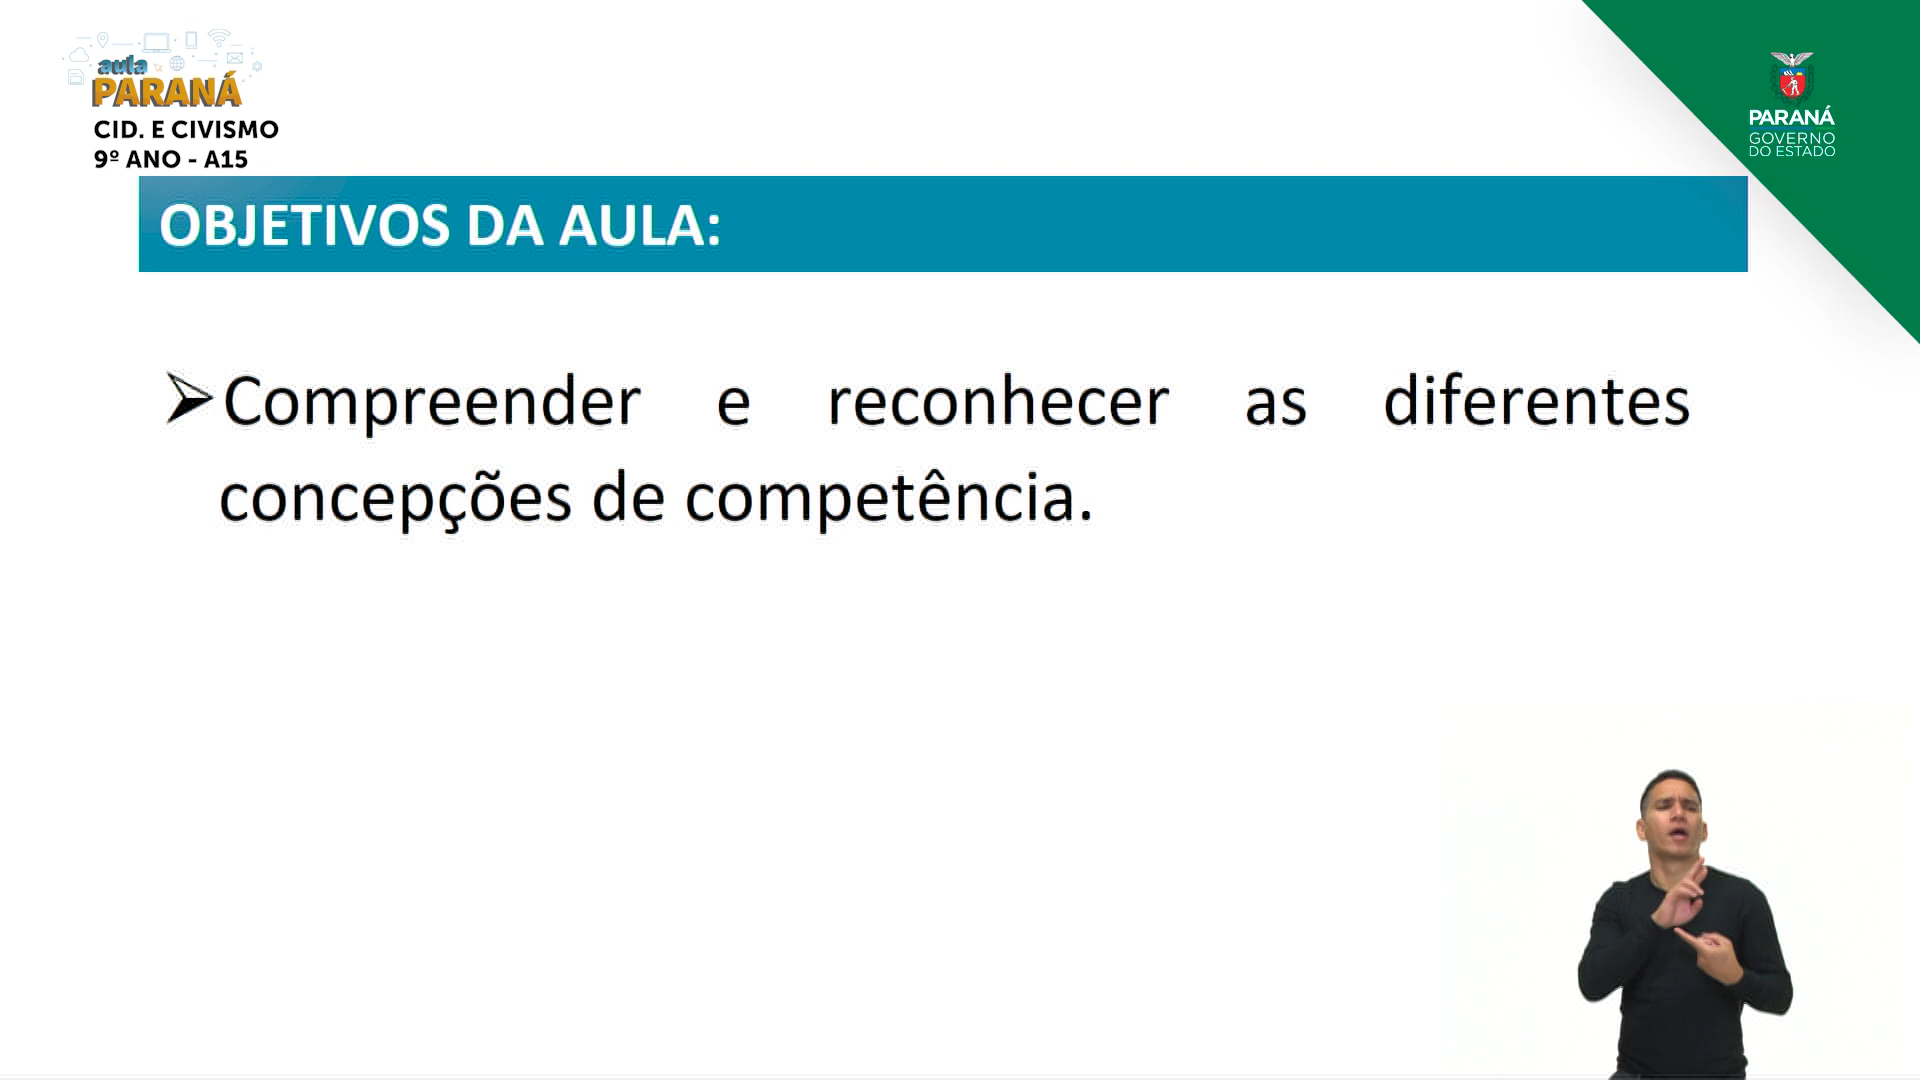 aula
PARANÁ
CID. E CIVISMO
9º ANO - A15
PARANÁ
GOVERNO
DO ESTADO
OBJETIVOS DA AULA:
Compreender e reconhecer as diferentes
concepções de competência.